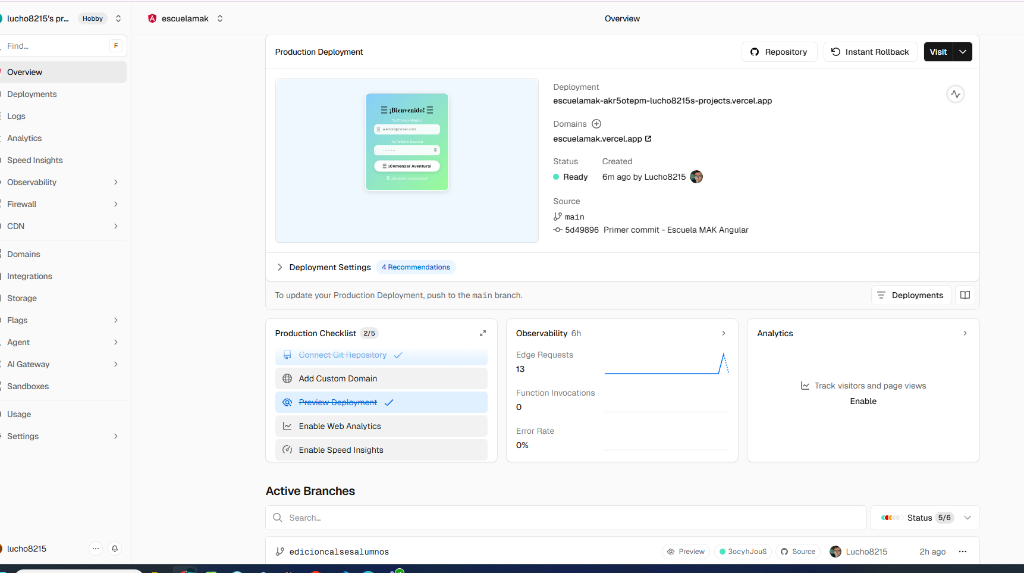 lucho8215's pr... Hobby
escuelamak
Overview
Find... F
Overview
Deployments
Logs
Analytics
Speed Insights
Observability
Firewall
CDN
Domains
Integrations
Storage
Flags
Agent
AI Gateway
Sandboxes
Usage
Settings
lucho8215
Production Deployment
Repository
Instant Rollback
Visit
¡Bienvenido!
¡Comenzar Aventura!
Deployment
escuelamak-akr5otepm-lucho8215s-projects.vercel.app
Domains
escuelamak.vercel.app
Status Created
Ready 6m ago by Lucho8215
Source
main
5d49896 Primer commit - Escuela MAK Angular
Deployment Settings 4 Recommendations
To update your Production Deployment, push to the main branch.
Deployments
Production Checklist 2/5
Connect Git Repository
Add Custom Domain
Preview Deployment
Enable Web Analytics
Enable Speed Insights
Observability 6h
Edge Requests
13
Function Invocations
0
Error Rate
0%
Analytics
Track visitors and page views
Enable
Active Branches
Search...
Status 5/6
edicioncalsesalumnos
Preview
Source
Lucho8215
2h ago